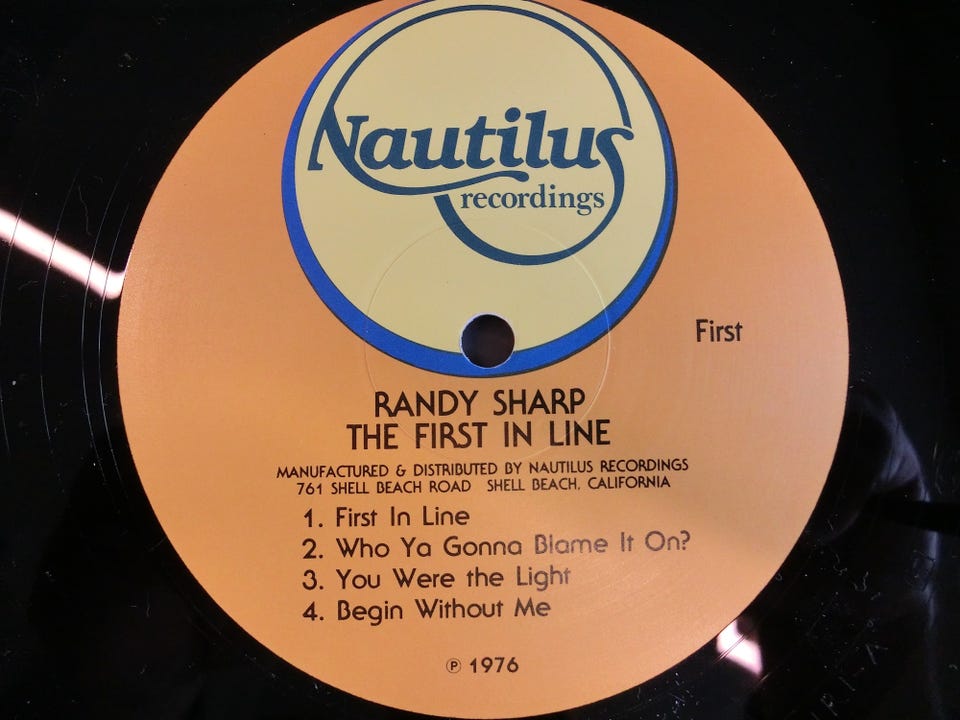 Nautilus
recordings
First
RANDY SHARP
THE FIRST IN LINE
MANUFACTURED & DISTRIBUTED BY NAUTILUS RECORDINGS
761 SHELL BEACH ROAD SHELL BEACH, CALIFORNIA
1. First In Line
2. Who Ya Gonna Blame It On?
3. You Were the Light
4. Begin Without Me
℗ 1976